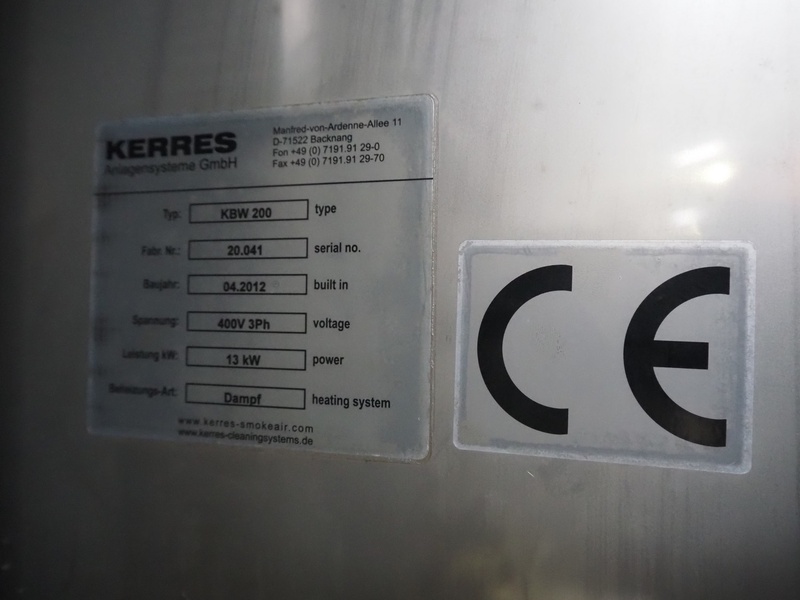 KERRES
Anlagensysteme GmbH
Manfred-von-Ardenne-Allee 11
D-71522 Backnang
Fon +49 (0) 7191.91 29-0
Fax +49 (0) 7191.91 29-70
Typ: KBW 200 type
Fabr. Nr.: 20.041 serial no.
Baujahr: 04.2012 built in
Spannung: 400V 3Ph voltage
Leistung kW: 13 kW power
Beheizungs-Art: Dampf heating system
www.kerres-smokeair.com
www.kerres-cleaningsystems.de
CE